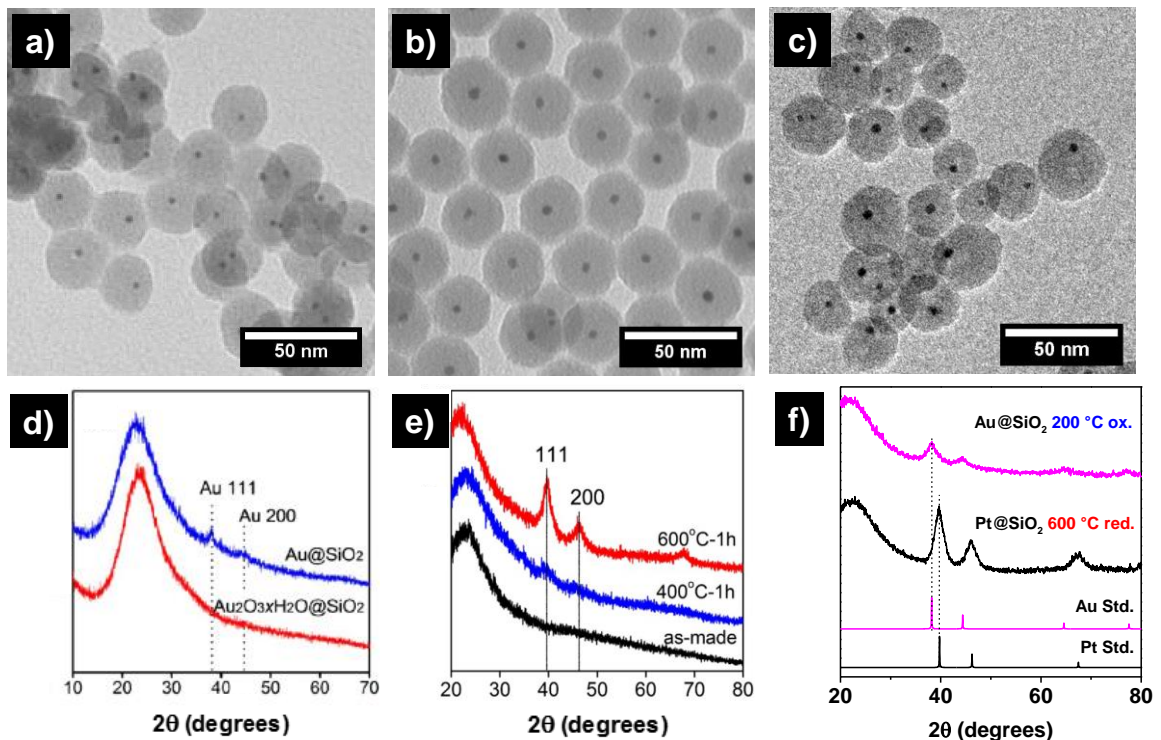 a)
50 nm
b)
50 nm
c)
50 nm
d)
Au 111
Au 200
Au@SiO₂
Au₂O₃xH₂O@SiO₂
10 20 30 40 50 60 70
2θ (degrees)
e)
111
200
600°C-1h
400°C-1h
as-made
20 30 40 50 60 70 80
2θ (degrees)
f)
Au@SiO₂ 200 °C ox.
Pt@SiO₂ 600 °C red.
Au Std.
Pt Std.
20 40 60 80
2θ (degrees)